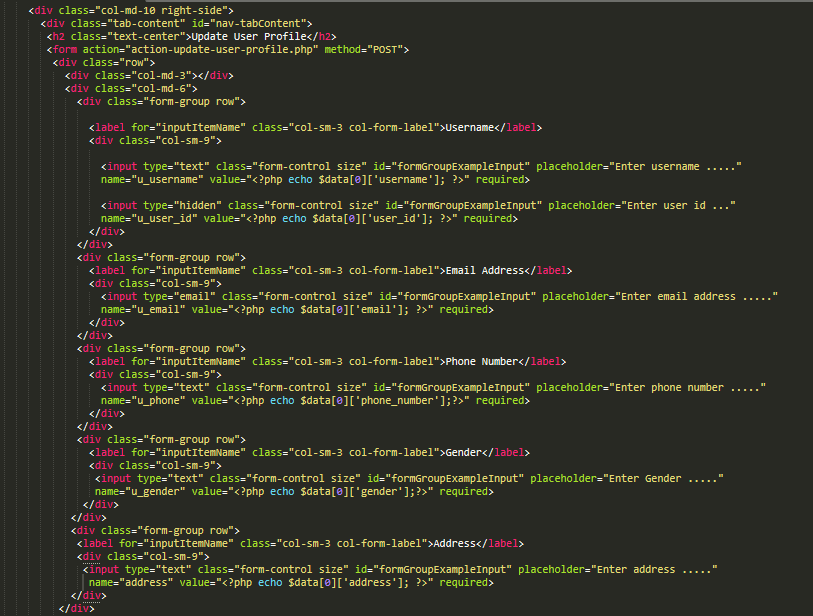 <div class="col-md-10 right-side">
<div class="tab-content" id="nav-tabContent">
<h2 class="text-center">Update User Profile</h2>
<form action="action-update-user-profile.php" method="POST">
<div class="row">
<div class="col-md-3"></div>
<div class="col-md-6">
<div class="form-group row">
<label for="inputItemName" class="col-sm-3 col-form-label">Username</label>
<div class="col-sm-9">
<input type="text" class="form-control size" id="formGroupExampleInput" placeholder="Enter username ....."
name="u_username" value="<?php echo $data[0]['username']; ?>" required>
<input type="hidden" class="form-control size" id="formGroupExampleInput" placeholder="Enter user id ..."
name="u_user_id" value="<?php echo $data[0]['user_id']; ?>" required>
</div>
</div>
<div class="form-group row">
<label for="inputItemName" class="col-sm-3 col-form-label">Email Address</label>
<div class="col-sm-9">
<input type="email" class="form-control size" id="formGroupExampleInput" placeholder="Enter email address ....."
name="u_email" value="<?php echo $data[0]['email']; ?>" required>
</div>
</div>
<div class="form-group row">
<label for="inputItemName" class="col-sm-3 col-form-label">Phone Number</label>
<div class="col-sm-9">
<input type="text" class="form-control size" id="formGroupExampleInput" placeholder="Enter phone number ....."
name="u_phone" value="<?php echo $data[0]['phone_number'];?>" required>
</div>
</div>
<div class="form-group row">
<label for="inputItemName" class="col-sm-3 col-form-label">Gender</label>
<div class="col-sm-9">
<input type="text" class="form-control size" id="formGroupExampleInput" placeholder="Enter Gender ....."
name="u_gender" value="<?php echo $data[0]['gender'];?>" required>
</div>
</div>
<div class="form-group row">
<label for="inputItemName" class="col-sm-3 col-form-label">Address</label>
<div class="col-sm-9">
<input type="text" class="form-control size" id="formGroupExampleInput" placeholder="Enter address ....."
name="address" value="<?php echo $data[0]['address']; ?>" required>
</div>
</div>